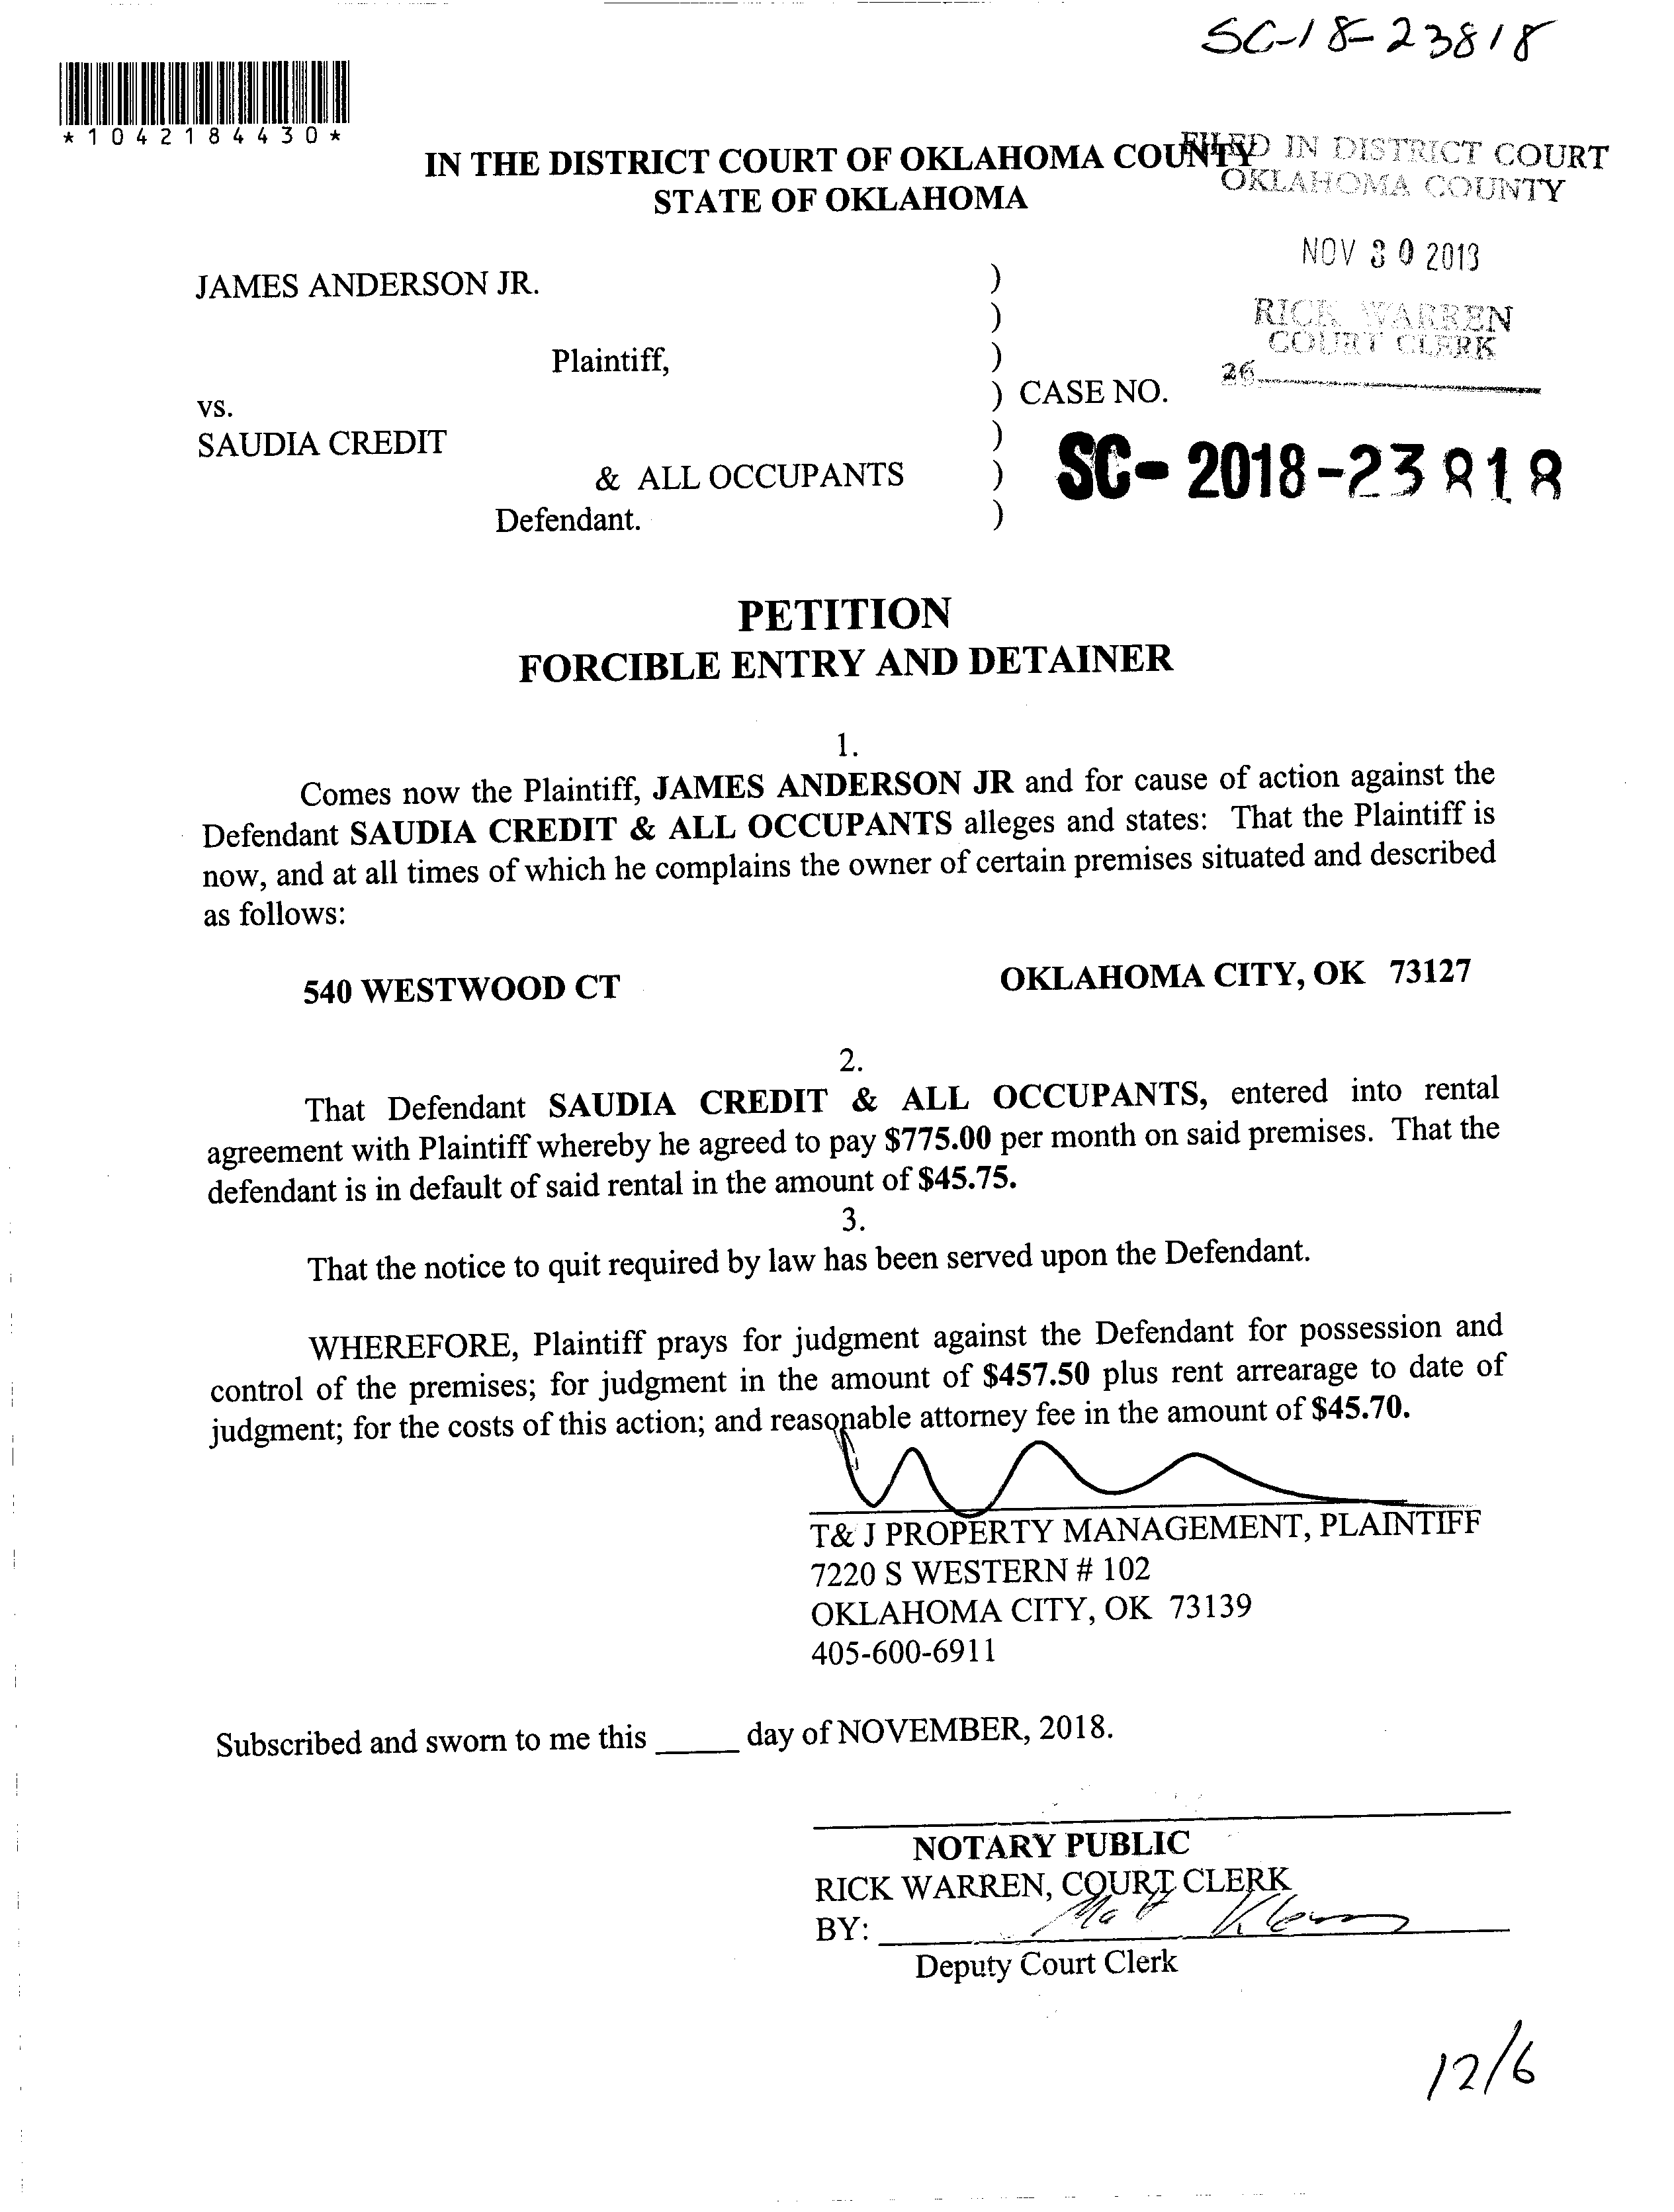 SC-18-23818
*1042184430*
IN THE DISTRICT COURT OF OKLAHOMA COUNTY
STATE OF OKLAHOMA
FILED IN DISTRICT COURT
OKLAHOMA COUNTY
NOV 30 2018
RICK WARREN
COURT CLERK
26
JAMES ANDERSON JR. )
)
Plaintiff, )
) CASE NO.
vs.
SAUDIA CREDIT )
& ALL OCCUPANTS ) SC- 2018-23818
Defendant. )
PETITION
FORCIBLE ENTRY AND DETAINER
1.
Comes now the Plaintiff, JAMES ANDERSON JR and for cause of action against the
Defendant SAUDIA CREDIT & ALL OCCUPANTS alleges and states: That the Plaintiff is
now, and at all times of which he complains the owner of certain premises situated and described
as follows:
540 WESTWOOD CT OKLAHOMA CITY, OK 73127
2.
That Defendant SAUDIA CREDIT & ALL OCCUPANTS, entered into rental
agreement with Plaintiff whereby he agreed to pay $775.00 per month on said premises. That the
defendant is in default of said rental in the amount of $45.75.
3.
That the notice to quit required by law has been served upon the Defendant.
WHEREFORE, Plaintiff prays for judgment against the Defendant for possession and
control of the premises; for judgment in the amount of $457.50 plus rent arrearage to date of
judgment; for the costs of this action; and reasonable attorney fee in the amount of $45.70.
T& J PROPERTY MANAGEMENT, PLAINTIFF
7220 S WESTERN # 102
OKLAHOMA CITY, OK 73139
405-600-6911
Subscribed and sworn to me this _____ day of NOVEMBER, 2018.
NOTARY PUBLIC
RICK WARREN, COURT CLERK
BY:
Deputy Court Clerk
12/6